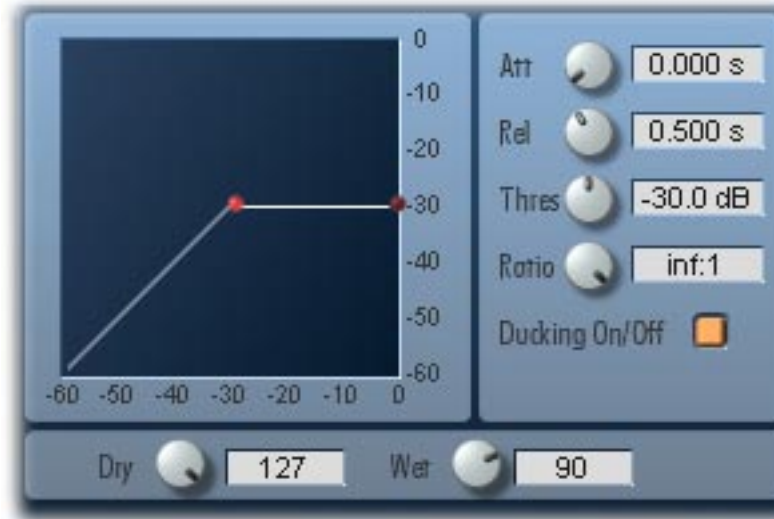 0
-10
-20
-30
-40
-50
-60
-60 -50 -40 -30 -20 -10 0
Att 0.000 s
Rel 0.500 s
Thres -30.0 dB
Ratio inf:1
Ducking On/Off
Dry 127 Wet 90